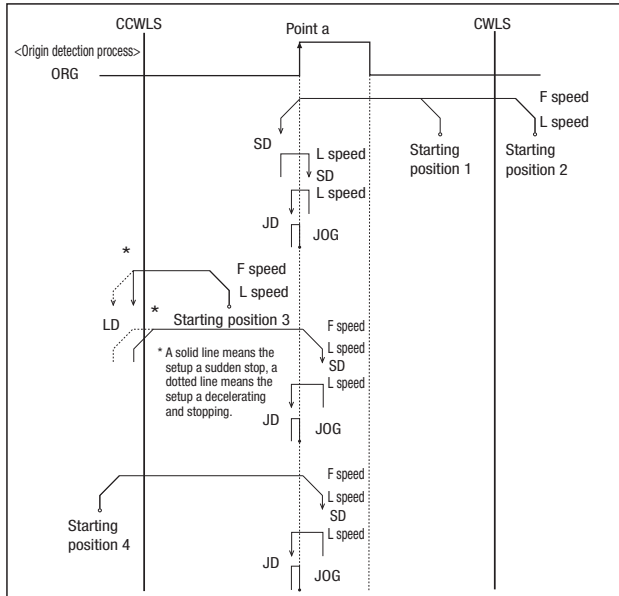 CCWLS
Point a
CWLS
<Origin detection process>
ORG
F speed
L speed
SD
Starting
position 1
Starting
position 2
L speed
SD
L speed
JD
JOG
*
F speed
L speed
LD
*
Starting position 3
F speed
L speed
SD
* A solid line means the
setup a sudden stop, a
dotted line means the
setup a decelerating
and stopping.
L speed
JD
JOG
F speed
L speed
SD
Starting
position 4
L speed
JD
JOG